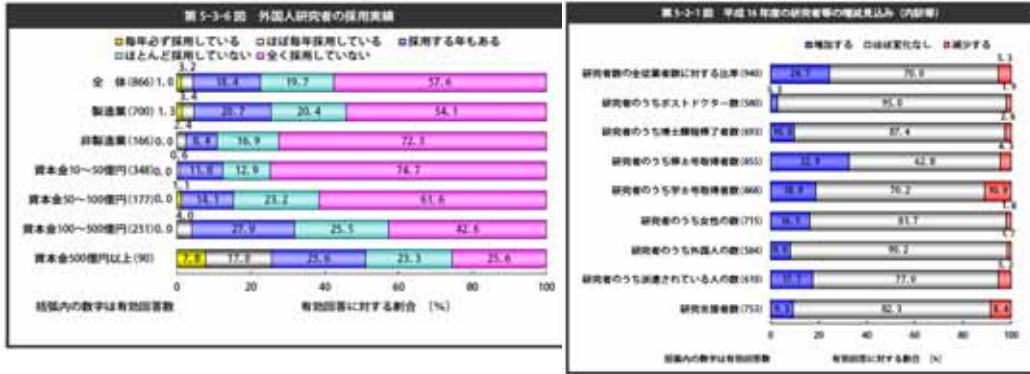 第5-3-6図 外国人研究者の採用実績
毎年必ず採用している ほぼ毎年採用している 採用する年もある
ほとんど採用していない 全く採用していない
3.2
全 体(866) 1.0 18.4 19.7 57.6
3.4
製造業(700) 1.3 20.7 20.4 54.1
2.4
非製造業(166) 0.0 8.4 16.9 72.3
0.6
資本金10～50億円(348) 0.0 11.8 12.9 74.7
1.1
資本金50～100億円(177) 0.0 14.1 23.2 61.6
4.0
資本金100～500億円(251) 0.0 27.9 25.5 42.6
資本金500億円以上(90) 7.8 25.6 23.3 25.6
0 20 40 60 80 100
括弧内の数字は有効回答数 有効回答に対する割合 [%]
平成16年度の研究者等の増減見込み(内訳等)
増加する ほぼ変化なし 減少する
5.3
研究者数の全従業者数に対する比率(940) 24.7 70.0
1.9
研究者のうちポストドクター数(580) 95.0
研究者のうち博士課程修了者数(693) 87.4
4.3
研究者のうち修士号取得者数(855) 32.9 62.8
研究者のうち学士号取得者数(868) 18.9 70.2 10.9
研究者のうち女性の数(715) 81.7
研究者のうち外国人の数(584) 90.2
研究者のうち派遣されている人の数(610) 77.0
研究支援者数(753) 9.3 82.3 8.4
0 20 40 60 80 100
括弧内の数字は有効回答数 有効回答に対する割合 [%]